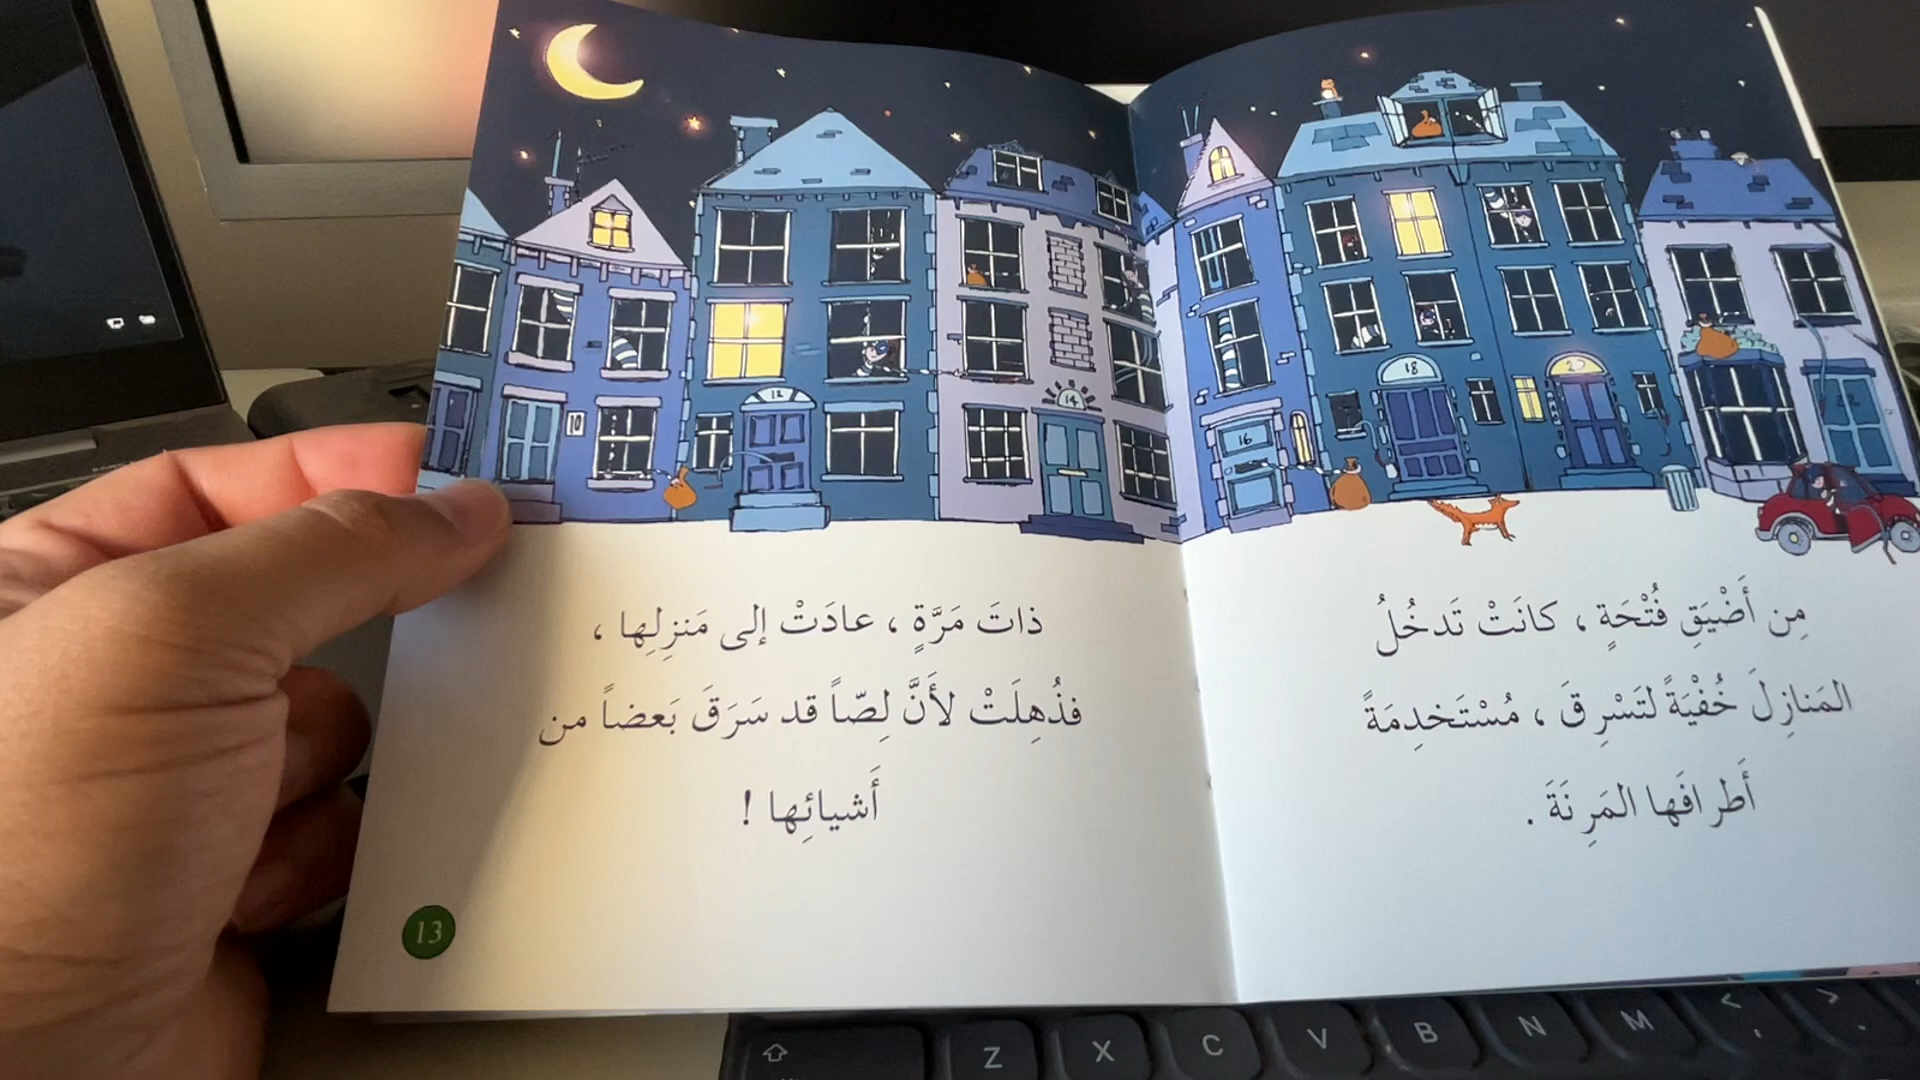 مِن أَضْيَقِ فُتْحَةٍ ، كانَتْ تَدخُلُ
المَنازِلَ خُفْيَةً لتَسْرِقَ ، مُسْتَخدِمَةً
أَطرافَها المَرِنَةَ .
ذاتَ مَرَّةٍ ، عادَتْ إلى مَنزِلِها ،
فذُهِلَتْ لأَنَّ لِصّاً قد سَرَقَ بَعضاً من
أَشيائِها !
13
10
12
14
16
18
20
22
Z X C V B N M < , > .